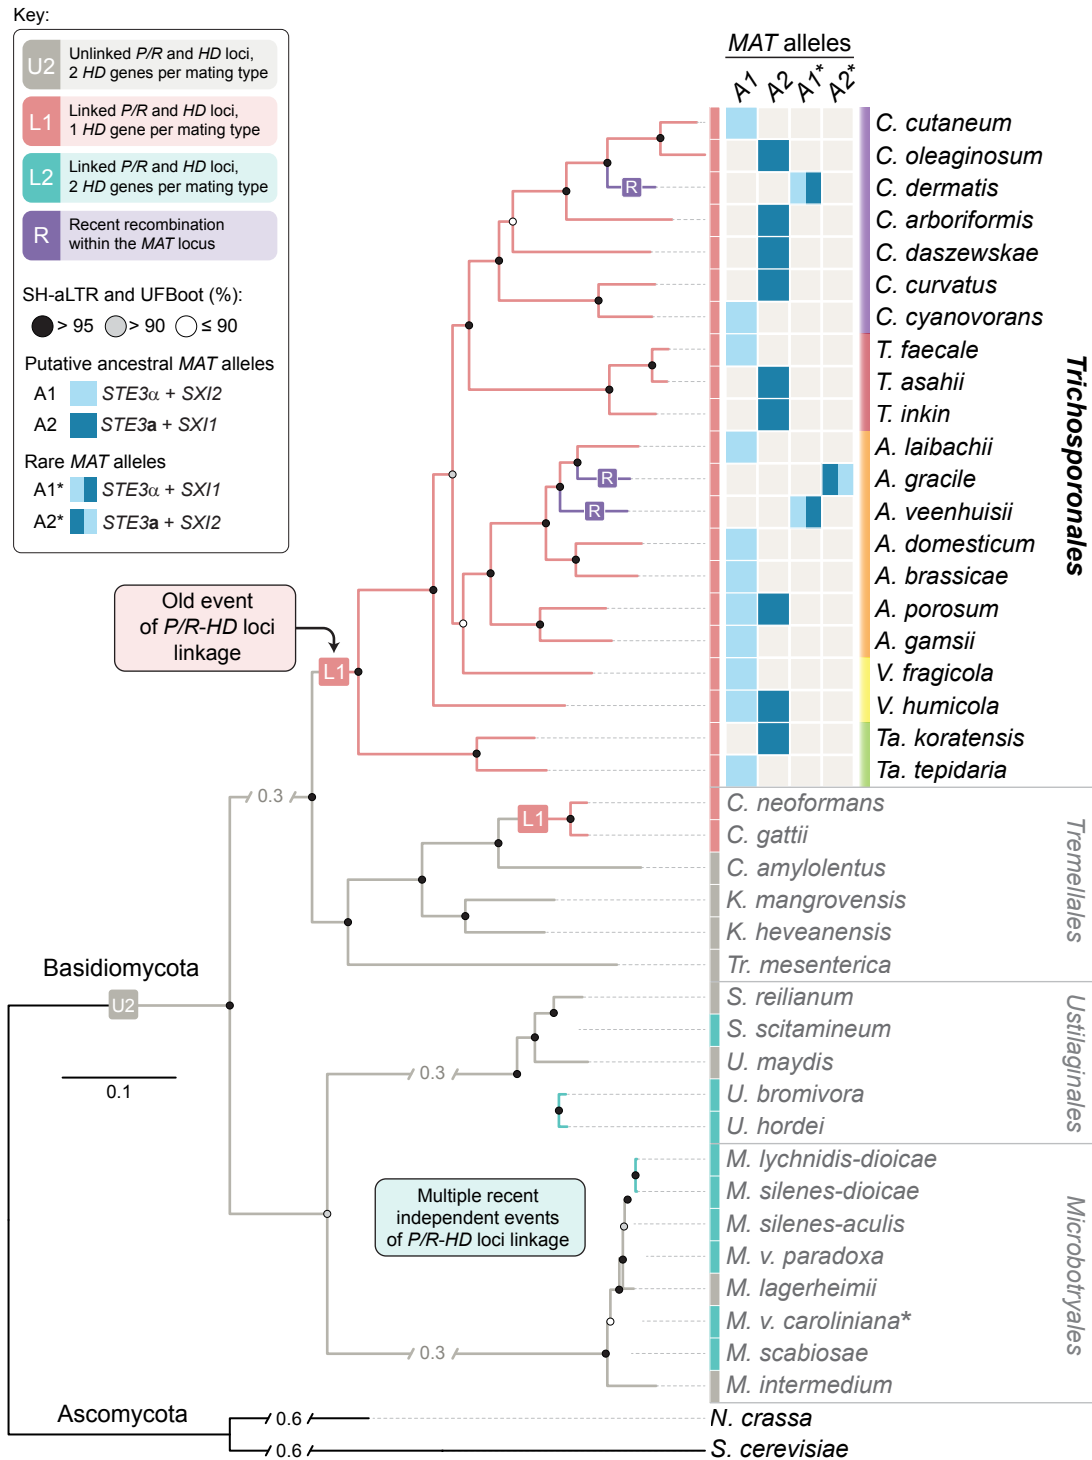 Key:
U2
Unlinked P/R and HD loci,
2 HD genes per mating type
L1
Linked P/R and HD loci,
1 HD gene per mating type
L2
Linked P/R and HD loci,
2 HD genes per mating type
R
Recent recombination
within the MAT locus
SH-aLTR and UFBoot (%):
> 95 > 90 ≤ 90
Putative ancestral MAT alleles
A1 STE3α + SXI2
A2 STE3a + SXI1
Rare MAT alleles
A1* STE3α + SXI1
A2* STE3a + SXI2
MAT alleles
A1 A2 A1* A2*
C. cutaneum
C. oleaginosum
R
C. dermatis
C. arboriformis
C. daszewskae
C. curvatus
C. cyanovorans
T. faecale
T. asahii
T. inkin
A. laibachii
R
A. gracile
R
A. veenhuisii
A. domesticum
A. brassicae
A. porosum
A. gamsii
V. fragicola
V. humicola
Ta. koratensis
Ta. tepidaria
Trichosporonales
Old event
of P/R-HD loci
linkage
L1
0.3
C. neoformans
L1
C. gattii
C. amylolentus
K. mangrovensis
K. heveanensis
Tr. mesenterica
Tremellales
Basidiomycota
U2
0.1
S. reilianum
S. scitamineum
U. maydis
0.3
U. bromivora
U. hordei
Ustilaginales
M. lychnidis-dioicae
M. silenes-dioicae
M. silenes-aculis
M. v. paradoxa
M. lagerheimii
M. v. caroliniana*
M. scabiosae
M. intermedium
Microbotryales
Multiple recent
independent events
of P/R-HD loci linkage
0.3
Ascomycota
0.6
N. crassa
0.6
S. cerevisiae